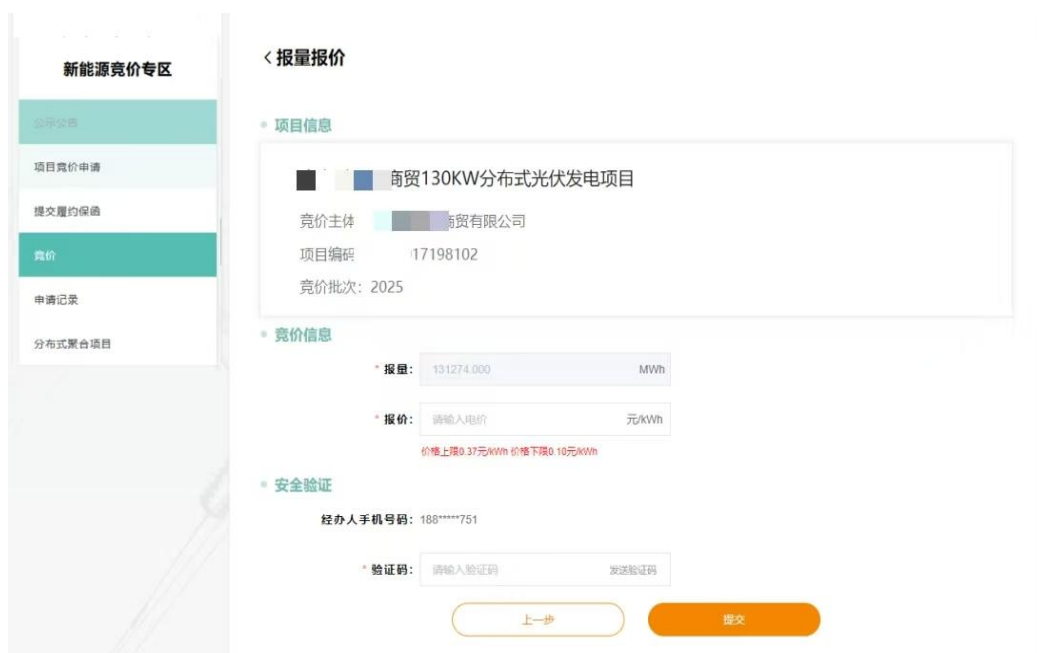 新能源竞价专区
公示公告
项目竞价申请
提交履约保函
竞价
申请记录
分布式聚合项目
报量报价
项目信息
商贸130KW分布式光伏发电项目
竞价主体 商贸有限公司
项目编码 17198102
竞价批次：2025
竞价信息
* 报量： 131274.000 MWh
* 报价： 请输入电价 元/kWh
价格上限0.37元/kWh 价格下限0.10元/kWh
安全验证
经办人手机号码： 188*****751
* 验证码： 请输入验证码 发送验证码
上一步 提交